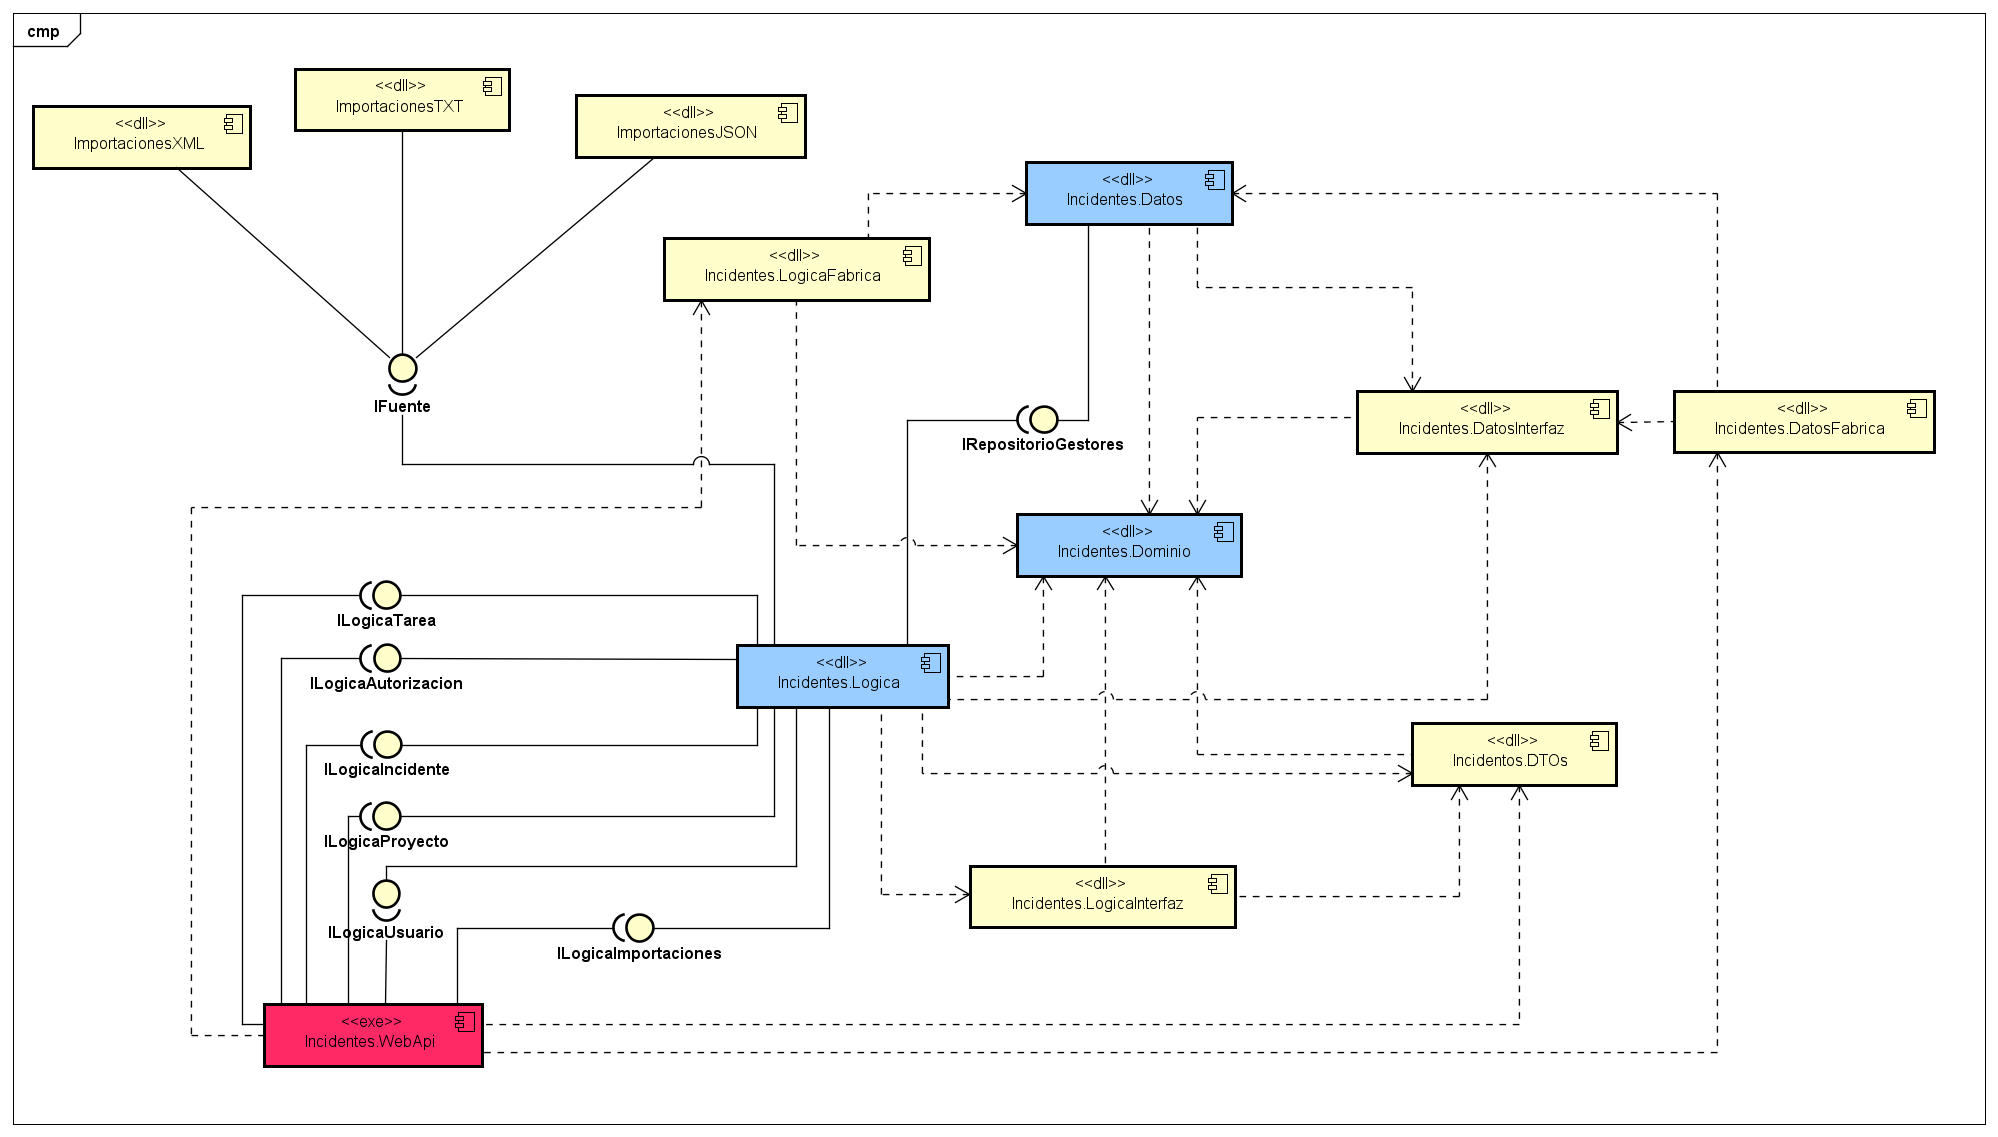 cmp
<<dll>>
ImportacionesXML
<<dll>>
ImportacionesTXT
<<dll>>
ImportacionesJSON
<<dll>>
Incidentes.Datos
<<dll>>
Incidentes.LogicaFabrica
IFuente
IRepositorioGestores
<<dll>>
Incidentes.DatosInterfaz
<<dll>>
Incidentes.DatosFabrica
<<dll>>
Incidentes.Dominio
ILogicaTarea
ILogicaAutorizacion
<<dll>>
Incidentes.Logica
ILogicaIncidente
<<dll>>
Incidentos.DTOs
ILogicaProyecto
ILogicaUsuario
<<dll>>
Incidentes.LogicaInterfaz
ILogicaImportaciones
<<exe>>
Incidentes.WebApi